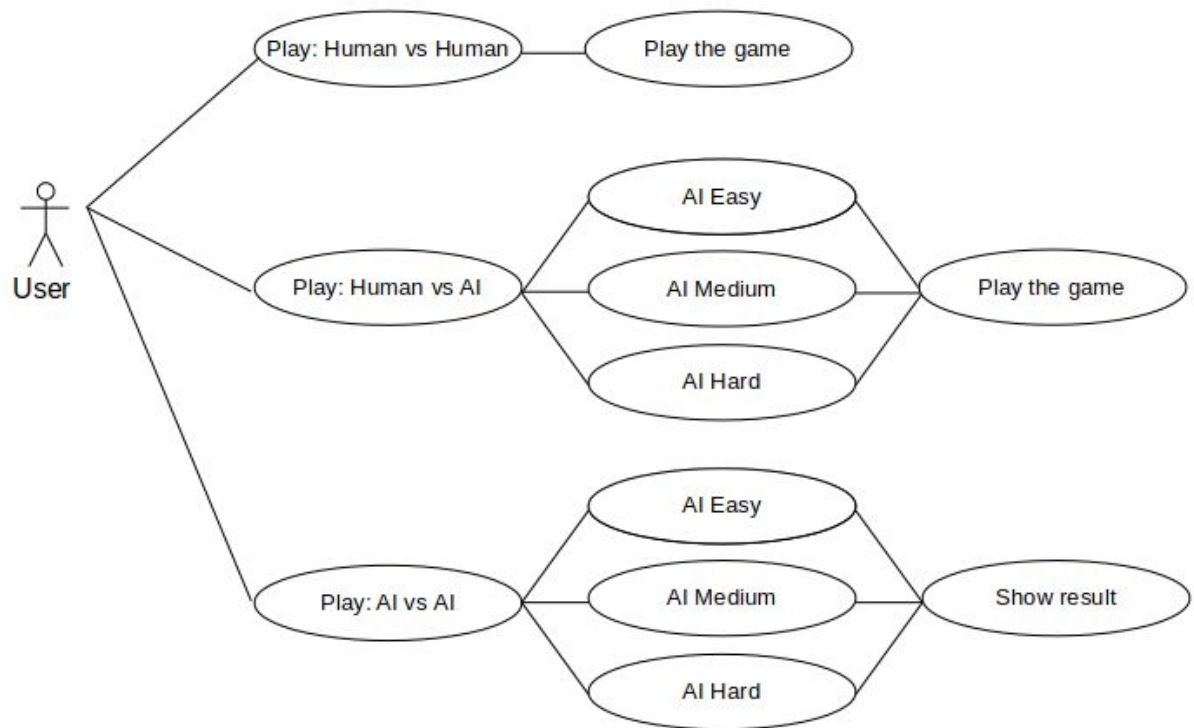 Play: Human vs Human
Play the game
User
Play: Human vs AI
AI Easy
AI Medium
AI Hard
Play the game
Play: AI vs AI
AI Easy
AI Medium
AI Hard
Show result